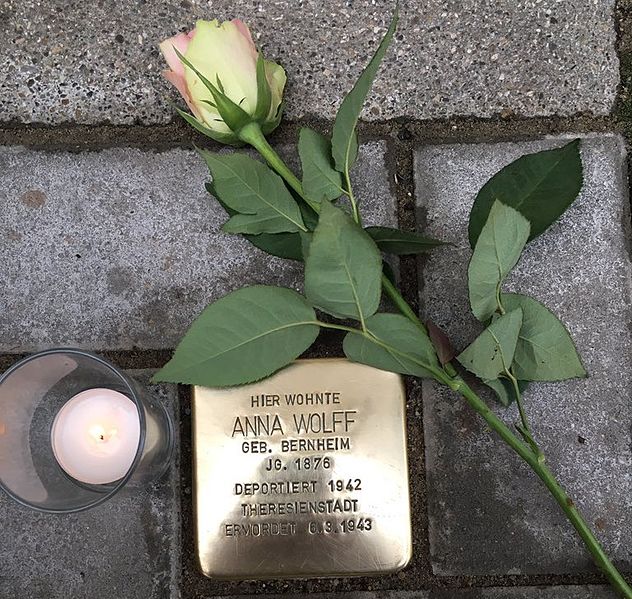 HIER WOHNTE
ANNA WOLFF
GEB. BERNHEIM
JG. 1876
DEPORTIERT 1942
THERESIENSTADT
ERMORDET 6.3.1943